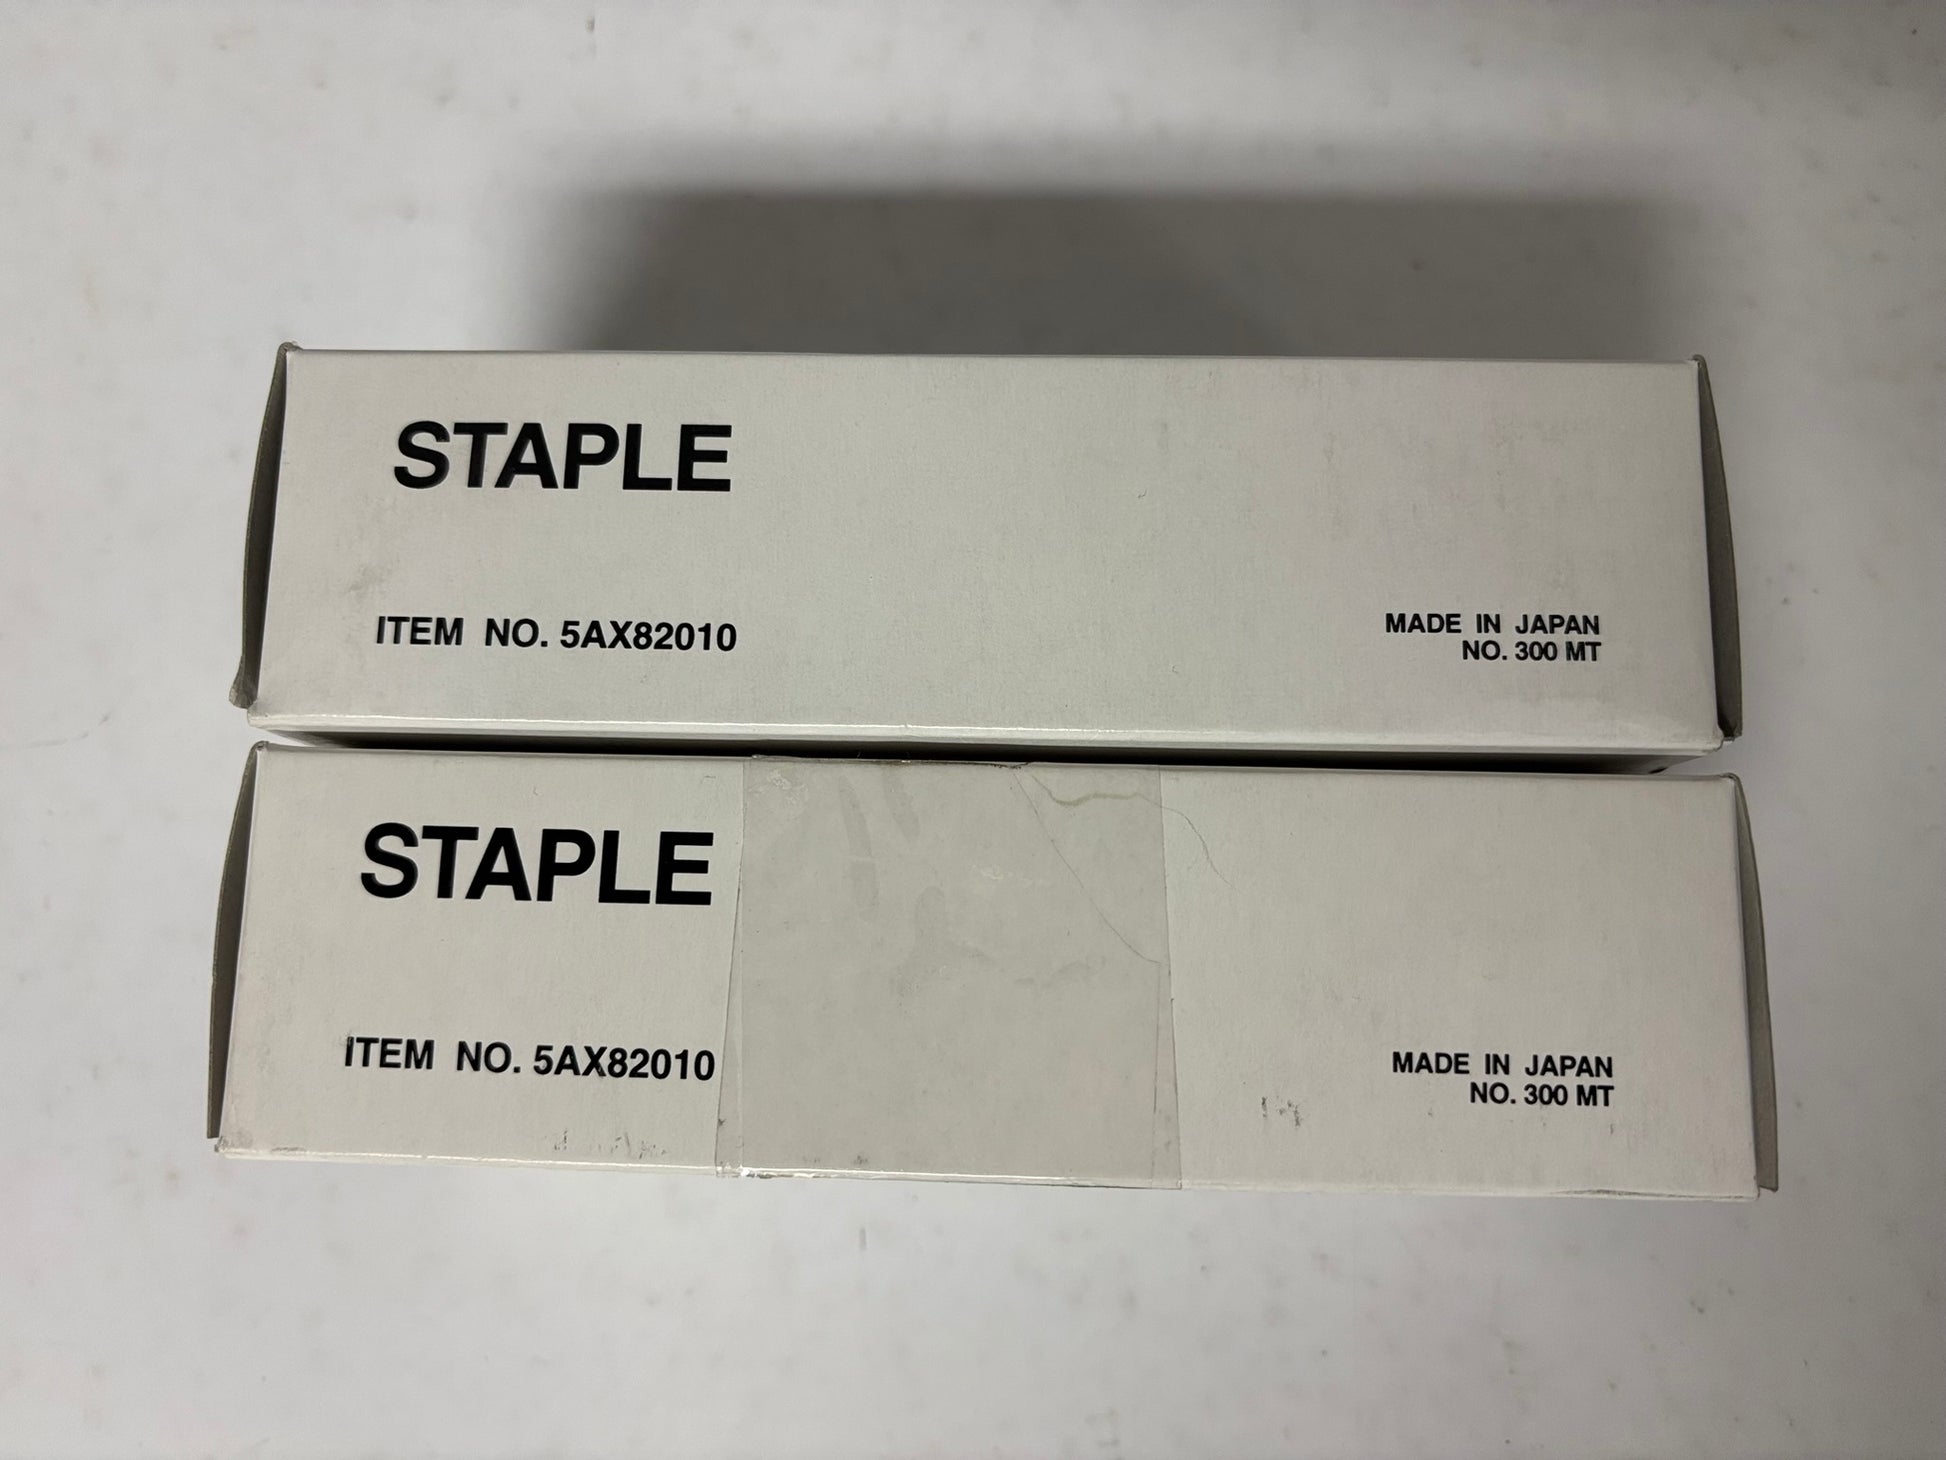 STAPLE
ITEM NO. 5AX82010
MADE IN JAPAN
NO. 300 MT
STAPLE
ITEM NO. 5AX82010
MADE IN JAPAN
NO. 300 MT